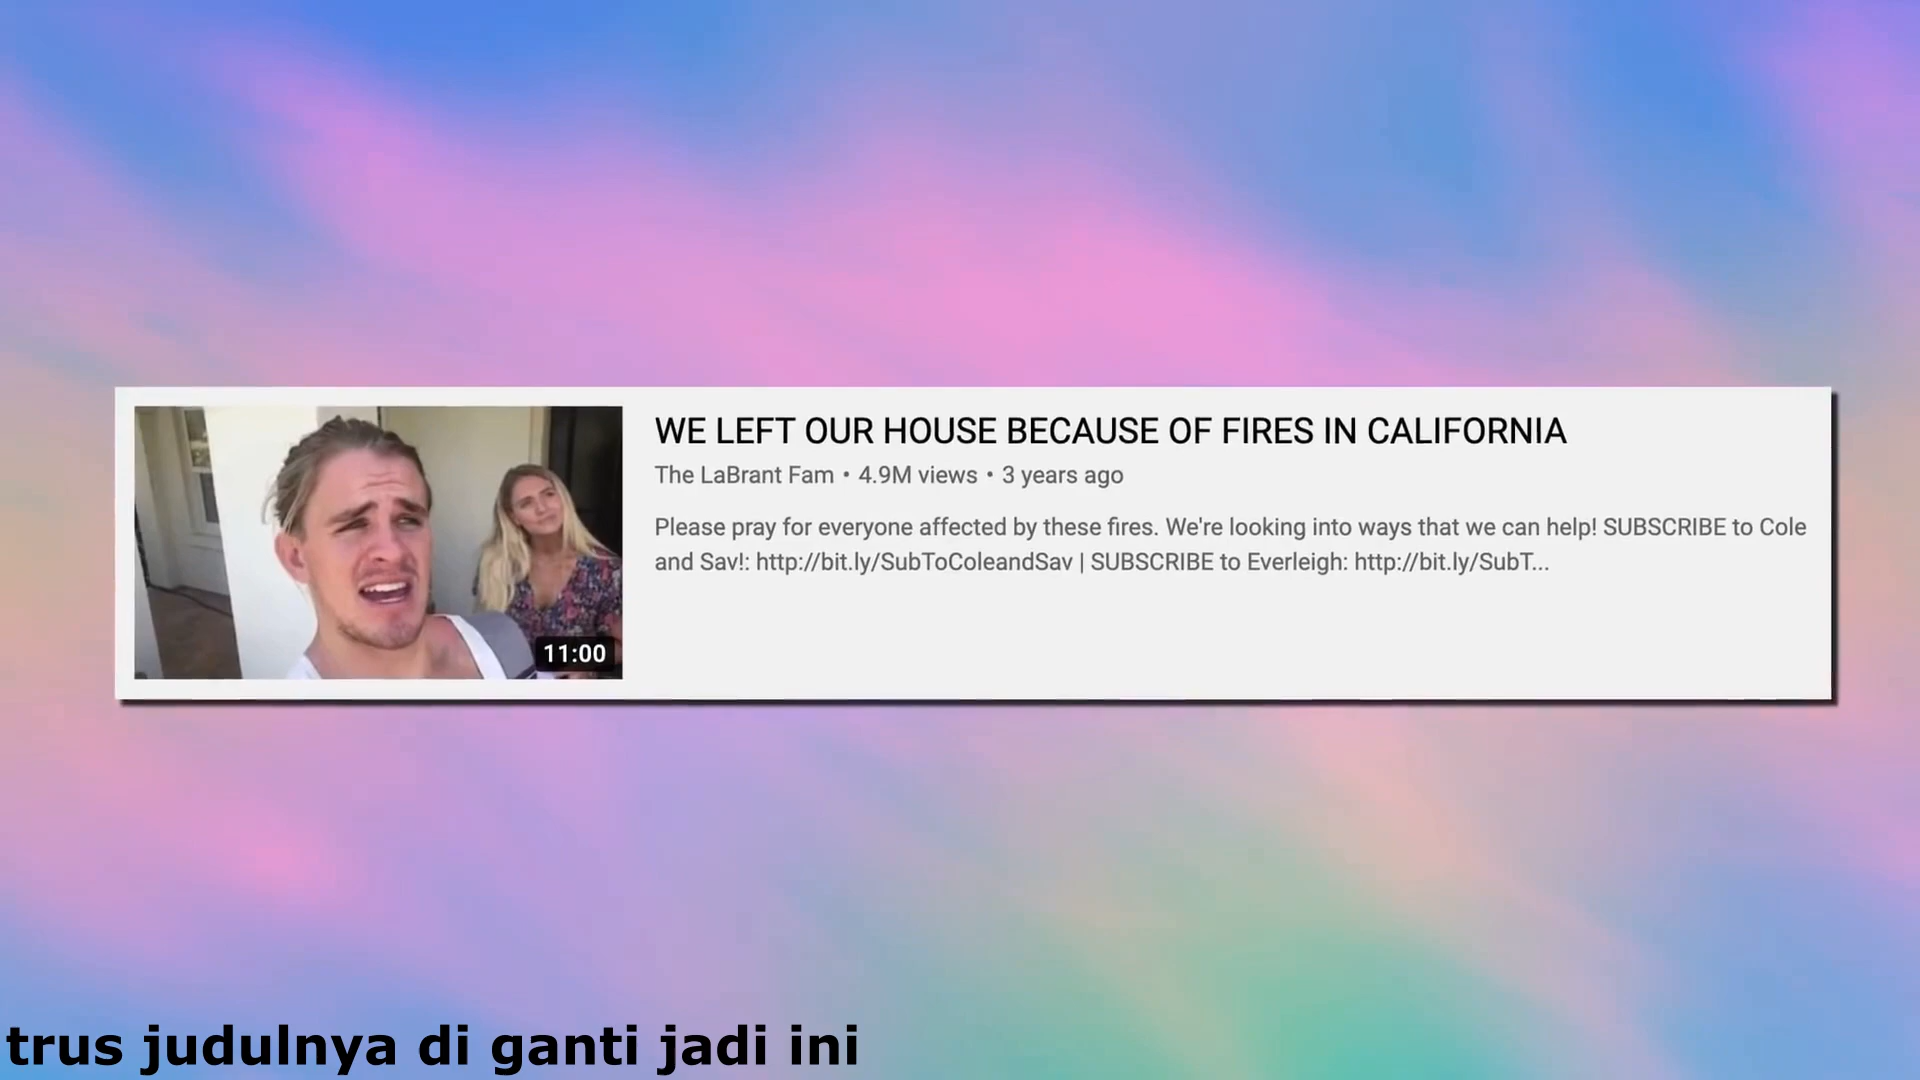 WE LEFT OUR HOUSE BECAUSE OF FIRES IN CALIFORNIA
The LaBrant Fam • 4.9M views • 3 years ago
Please pray for everyone affected by these fires. We're looking into ways that we can help! SUBSCRIBE to Cole
and Sav!: http://bit.ly/SubToColeandSav | SUBSCRIBE to Everleigh: http://bit.ly/SubT...
11:00
trus judulnya di ganti jadi ini